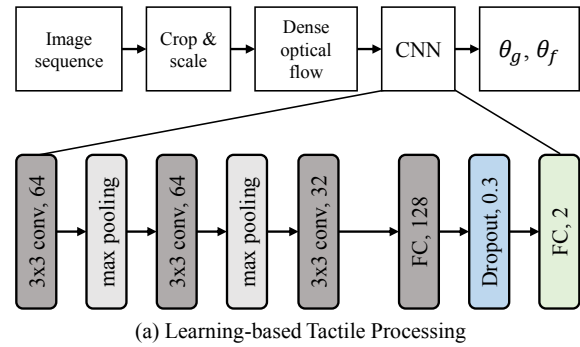 Image
sequence
Crop &
scale
Dense
optical
flow
CNN
θg, θf
3x3 conv, 64
max pooling
3x3 conv, 64
max pooling
3x3 conv, 32
FC, 128
Dropout, 0.3
FC, 2
(a) Learning-based Tactile Processing